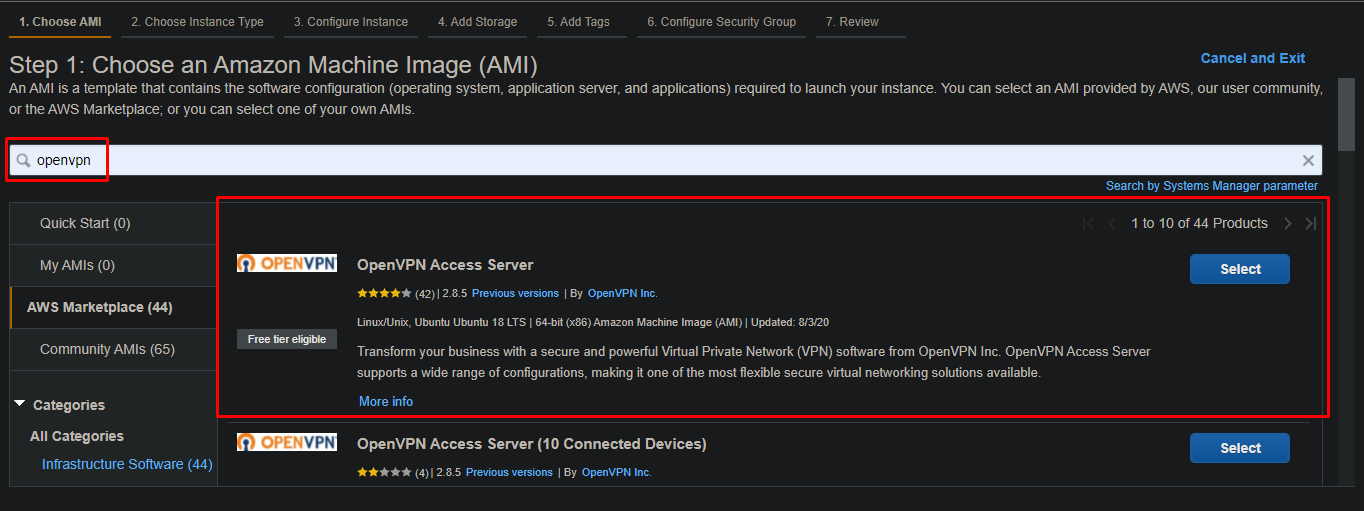 1. Choose AMI 2. Choose Instance Type 3. Configure Instance 4. Add Storage 5. Add Tags 6. Configure Security Group 7. Review
Step 1: Choose an Amazon Machine Image (AMI)
Cancel and Exit
An AMI is a template that contains the software configuration (operating system, application server, and applications) required to launch your instance. You can select an AMI provided by AWS, our user community,
or the AWS Marketplace; or you can select one of your own AMIs.
openvpn
Search by Systems Manager parameter
Quick Start (0)
My AMIs (0)
AWS Marketplace (44)
Community AMIs (65)
Categories
All Categories
Infrastructure Software (44)
1 to 10 of 44 Products
OPENVPN
OpenVPN Access Server
Select
(42) | 2.8.5 Previous versions | By OpenVPN Inc.
Free tier eligible
Linux/Unix, Ubuntu Ubuntu 18 LTS | 64-bit (x86) Amazon Machine Image (AMI) | Updated: 8/3/20
Transform your business with a secure and powerful Virtual Private Network (VPN) software from OpenVPN Inc. OpenVPN Access Server
supports a wide range of configurations, making it one of the most flexible secure virtual networking solutions available.
More info
OPENVPN
OpenVPN Access Server (10 Connected Devices)
Select
(4) | 2.8.5 Previous versions | By OpenVPN Inc.